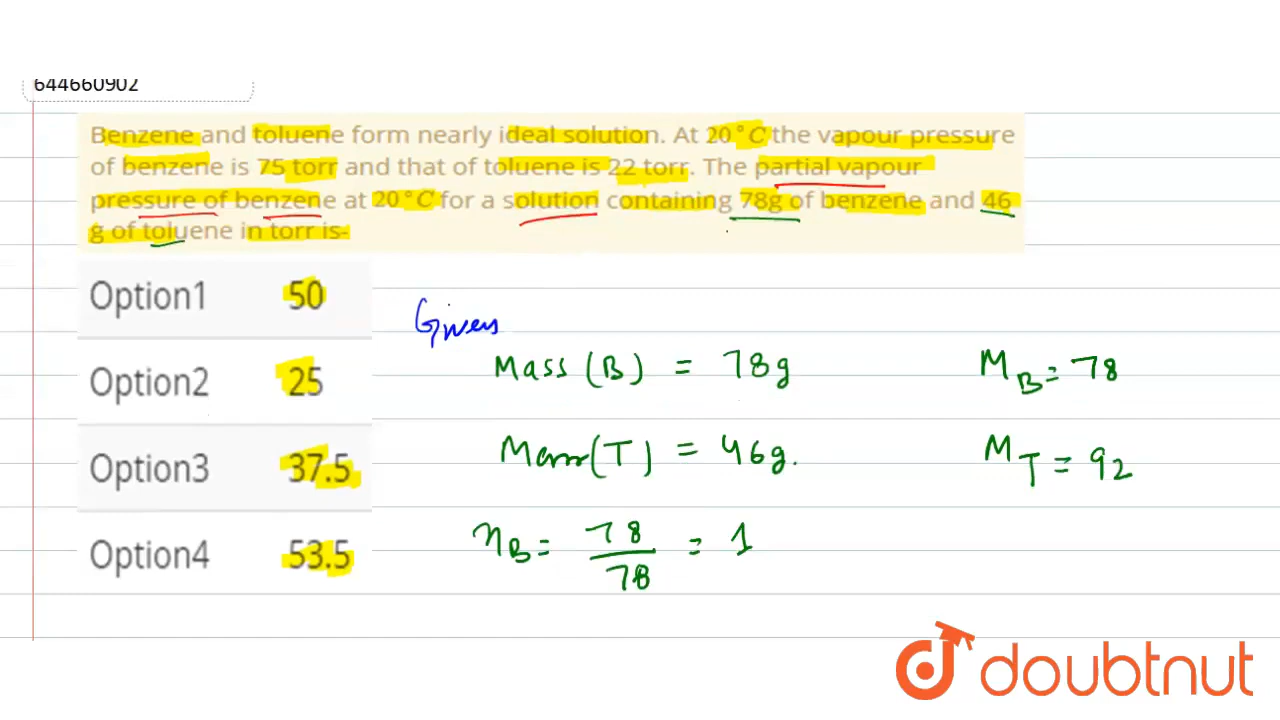 644660902
Benzene and toluene form nearly ideal solution. At 20°C the vapour pressure
of benzene is 75 torr and that of toluene is 22 torr. The partial vapour
pressure of benzene at 20°C for a solution containing 78g of benzene and 46
g of toluene in torr is-
Option1 50
Option2 25
Option3 37.5
Option4 53.5
Given
Mass (B) = 78g M_B = 78
Mass (T) = 46g. M_T = 92
n_B = 78/78 = 1
doubtnut